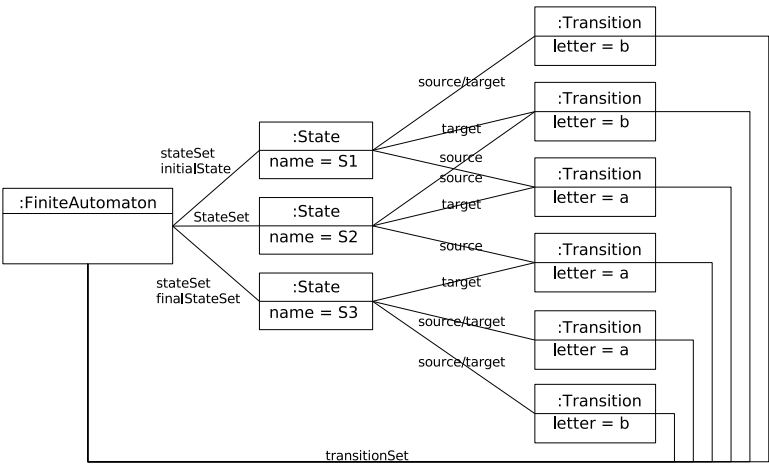 :Transition
letter = b
source/target
:Transition
letter = b
target
:State
name = S1
stateSet
initialState
source
source
:Transition
letter = a
:FiniteAutomaton
StateSet
:State
name = S2
target
source
:Transition
letter = a
stateSet
finalStateSet
:State
name = S3
target
source/target
:Transition
letter = a
source/target
:Transition
letter = b
transitionSet